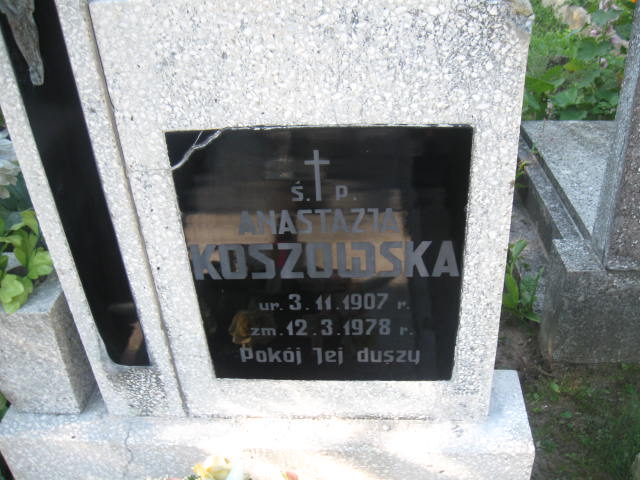 ś. p.
ANASTAZJA
KOSZOWSKA
ur. 3. 11. 1907 r.
zm. 12. 3. 1978 r.
Pokój Jej duszy